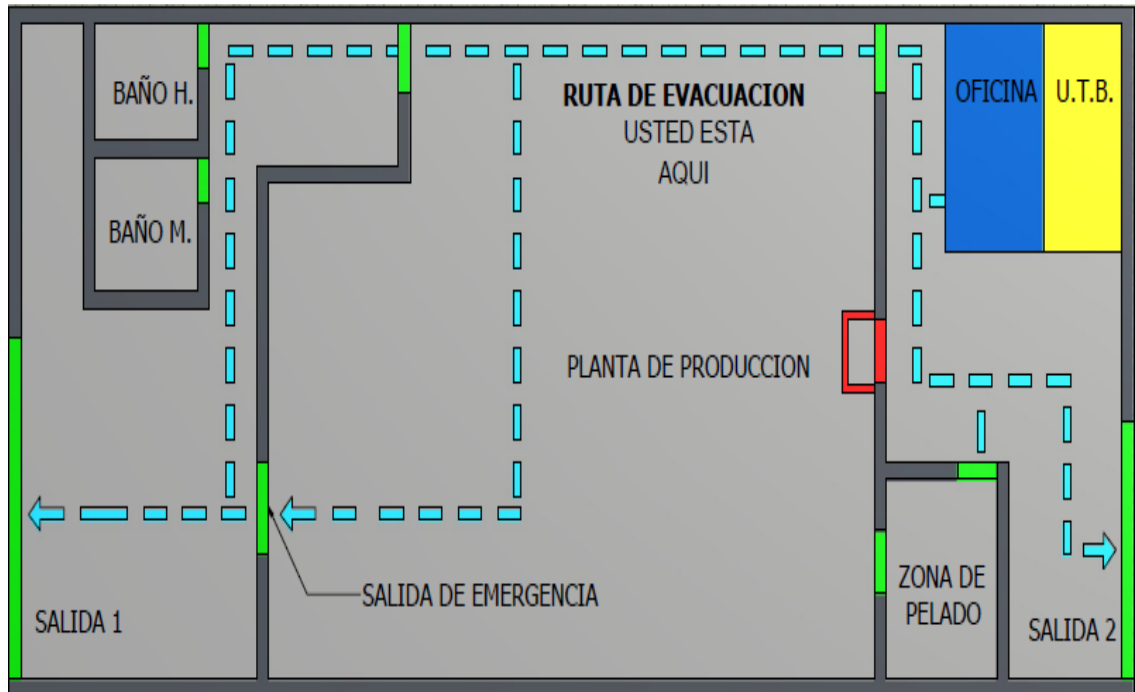 BAÑO H.
RUTA DE EVACUACION
USTED ESTA
AQUI
OFICINA
U.T.B.
BAÑO M.
PLANTA DE PRODUCCION
SALIDA DE EMERGENCIA
ZONA DE
PELADO
SALIDA 1
SALIDA 2